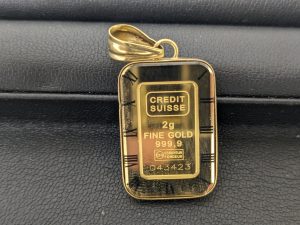 CREDIT
SUISSE
2g
FINE GOLD
999,9
043423